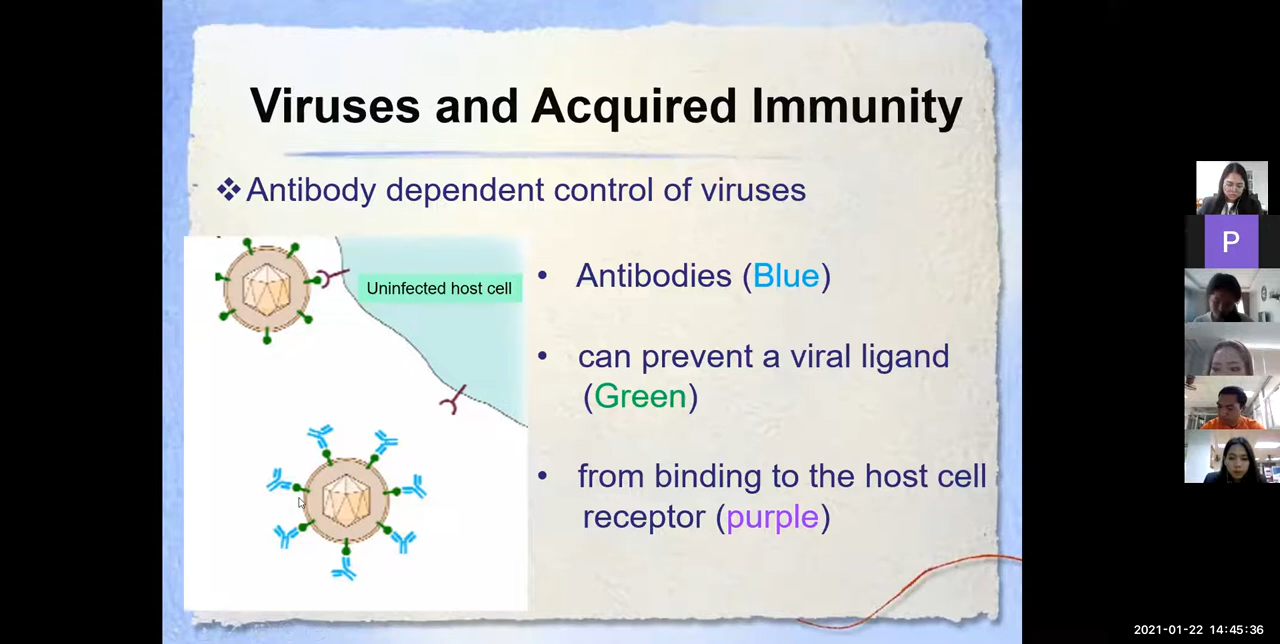 Viruses and Acquired Immunity
❖Antibody dependent control of viruses
Uninfected host cell
• Antibodies (Blue)
• can prevent a viral ligand
(Green)
• from binding to the host cell
receptor (purple)
P
2021-01-22 14:45:36